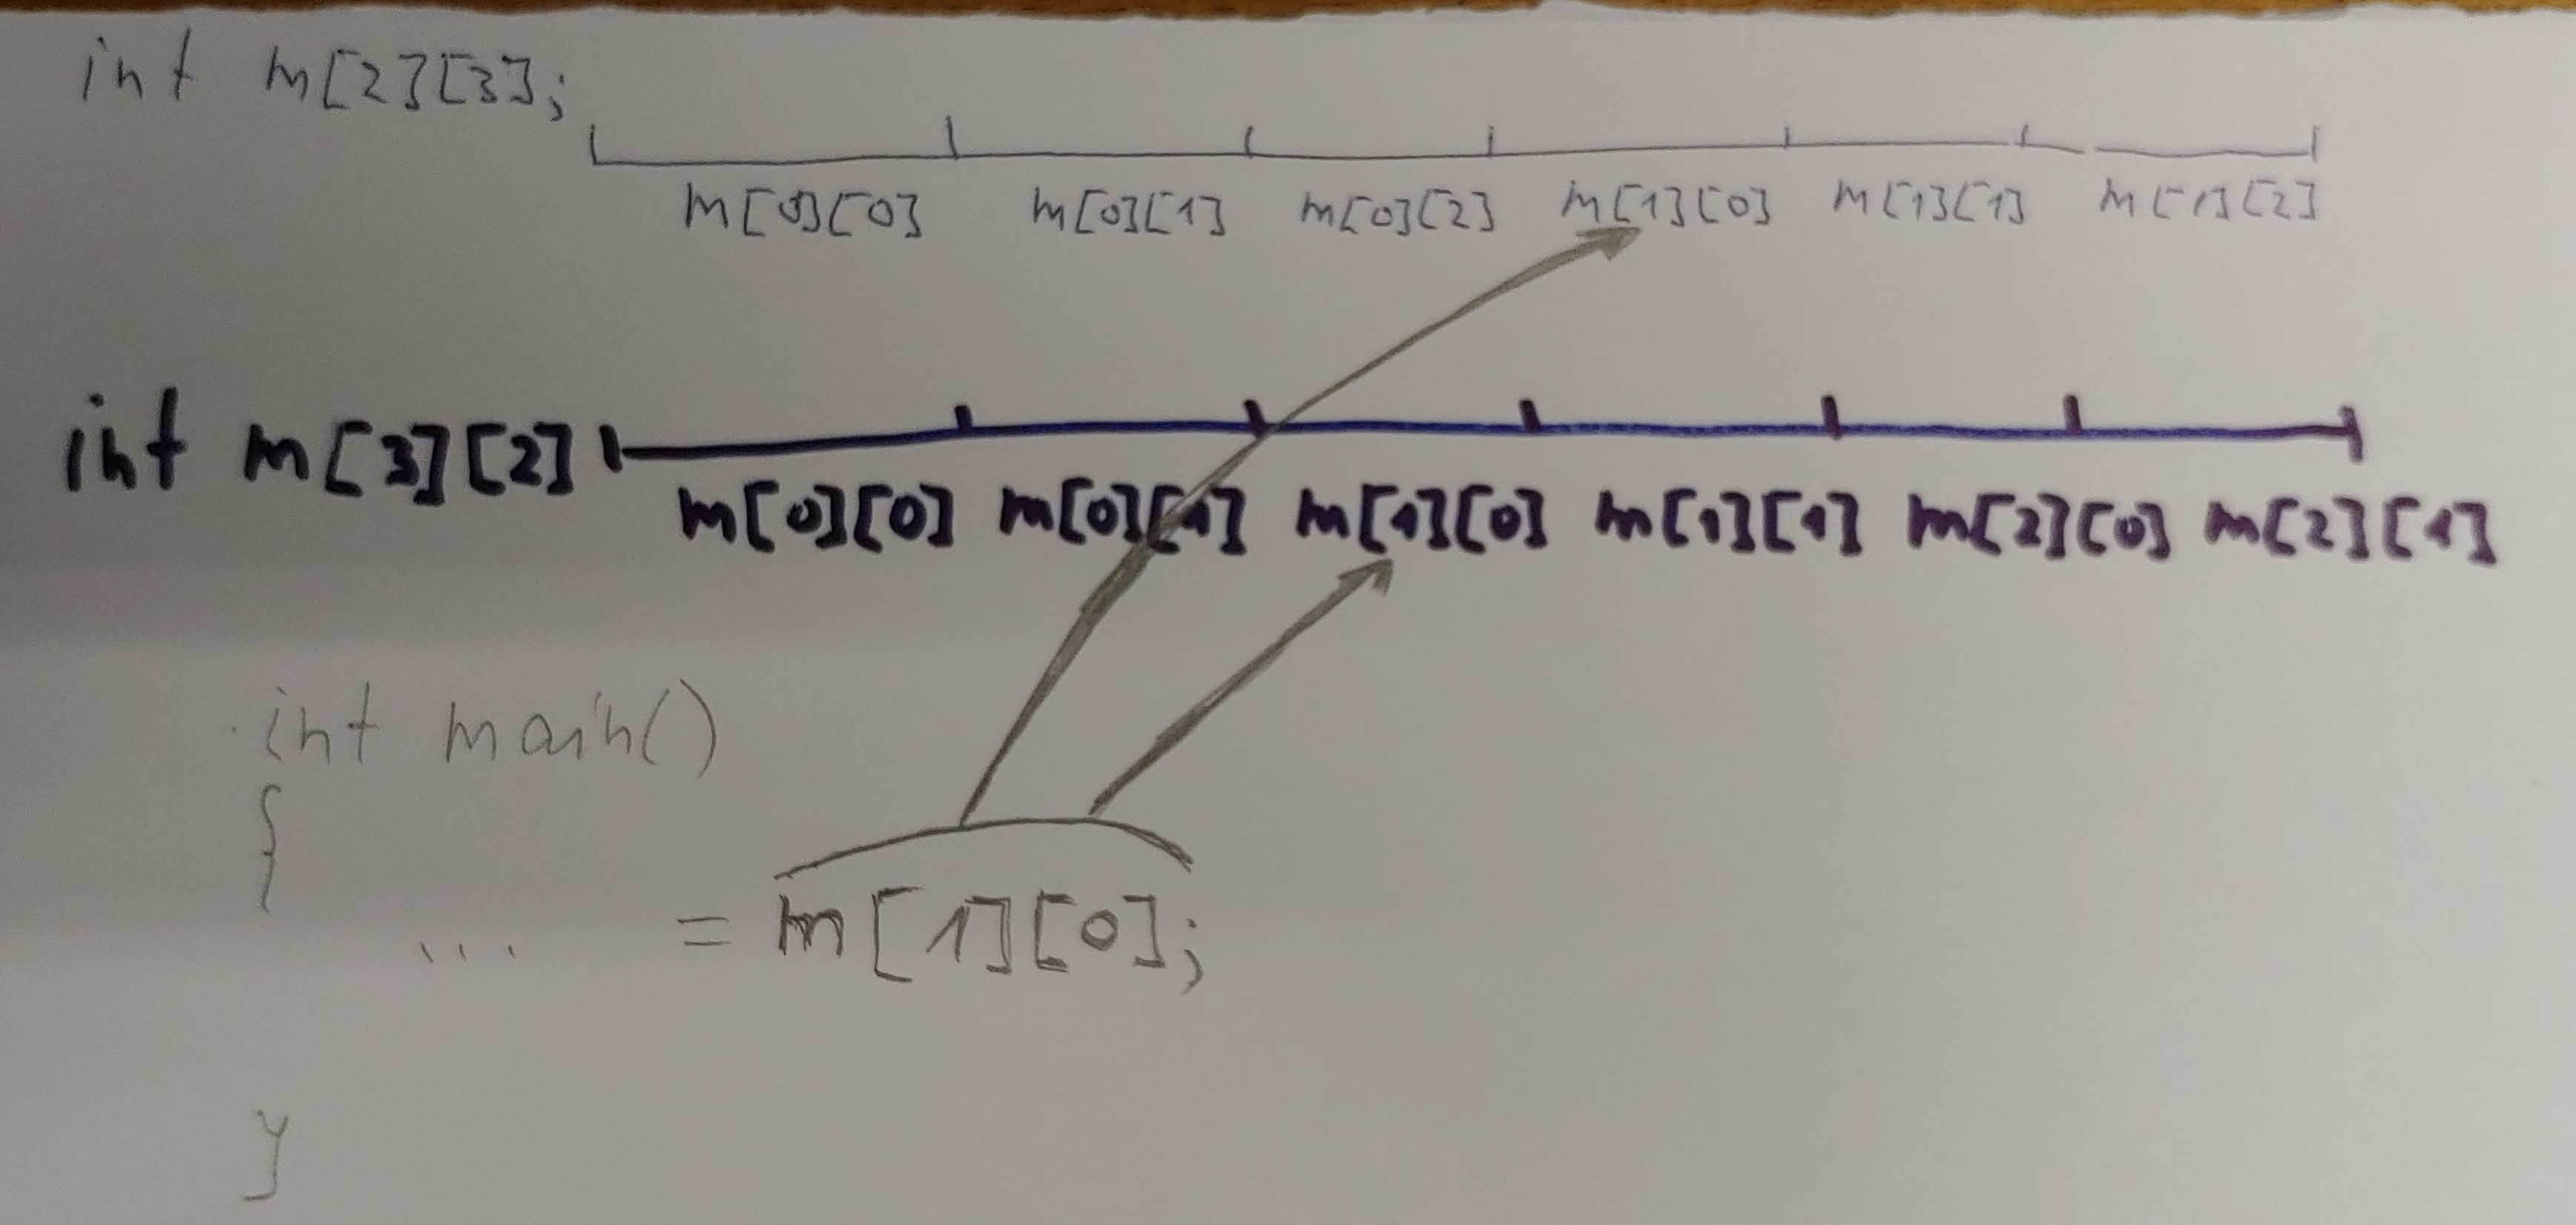 int m[2][3];
m[0][0] m[0][1] m[0][2] m[1][0] m[1][1] m[1][2]
int m[3][2]
m[0][0] m[0][1] m[1][0] m[1][1] m[2][0] m[2][1]
int main()
{
... = m[1][0];
}